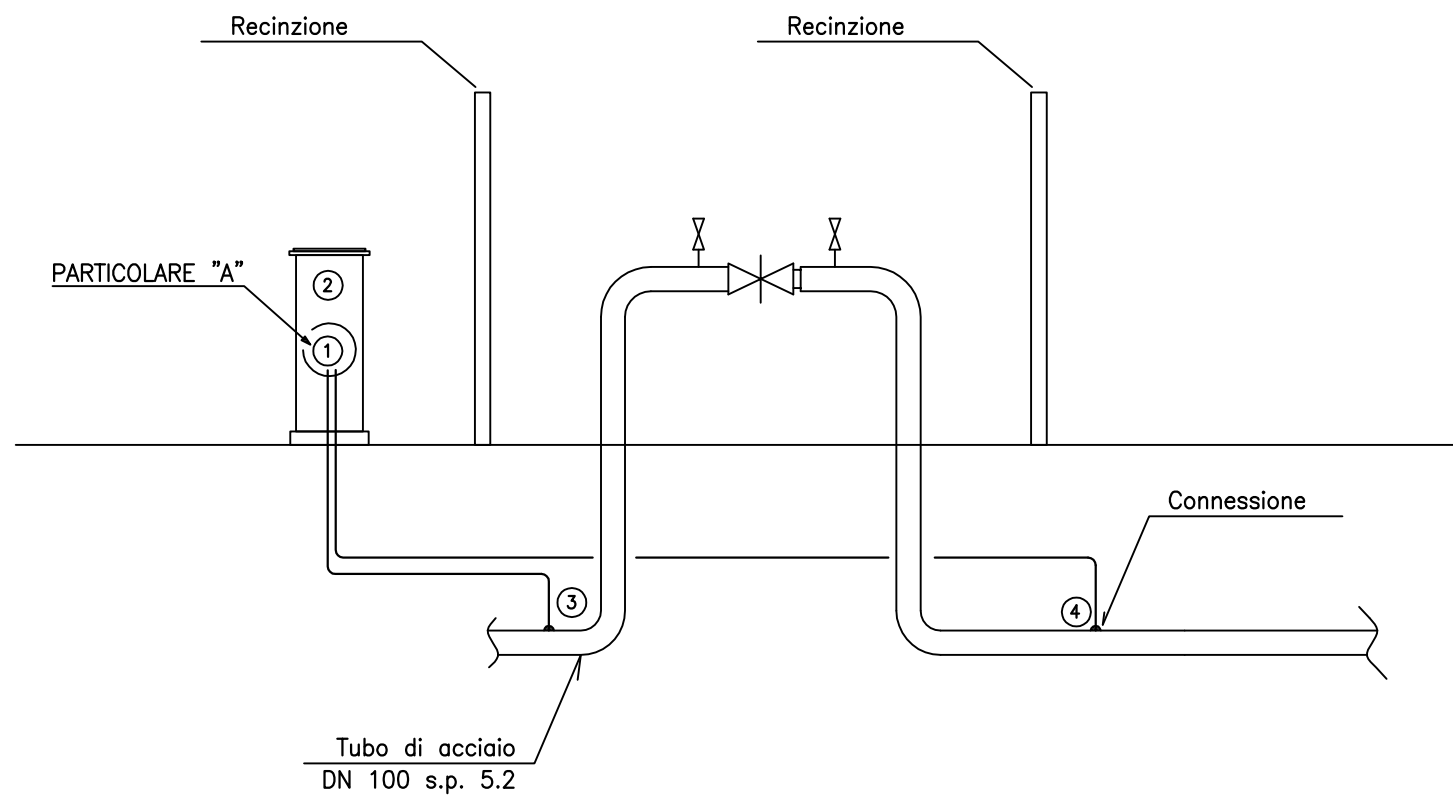 Recinzione
Recinzione
PARTICOLARE "A"
2
1
Connessione
3
4
Tubo di acciaio
DN 100 s.p. 5.2